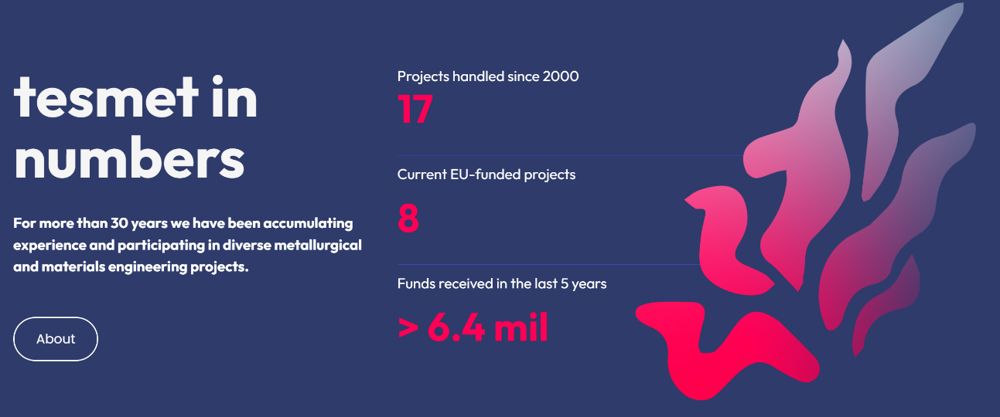 tesmet in
numbers
For more than 30 years we have been accumulating
experience and participating in diverse metallurgical
and materials engineering projects.
About
Projects handled since 2000
17
Current EU-funded projects
8
Funds received in the last 5 years
> 6.4 mil